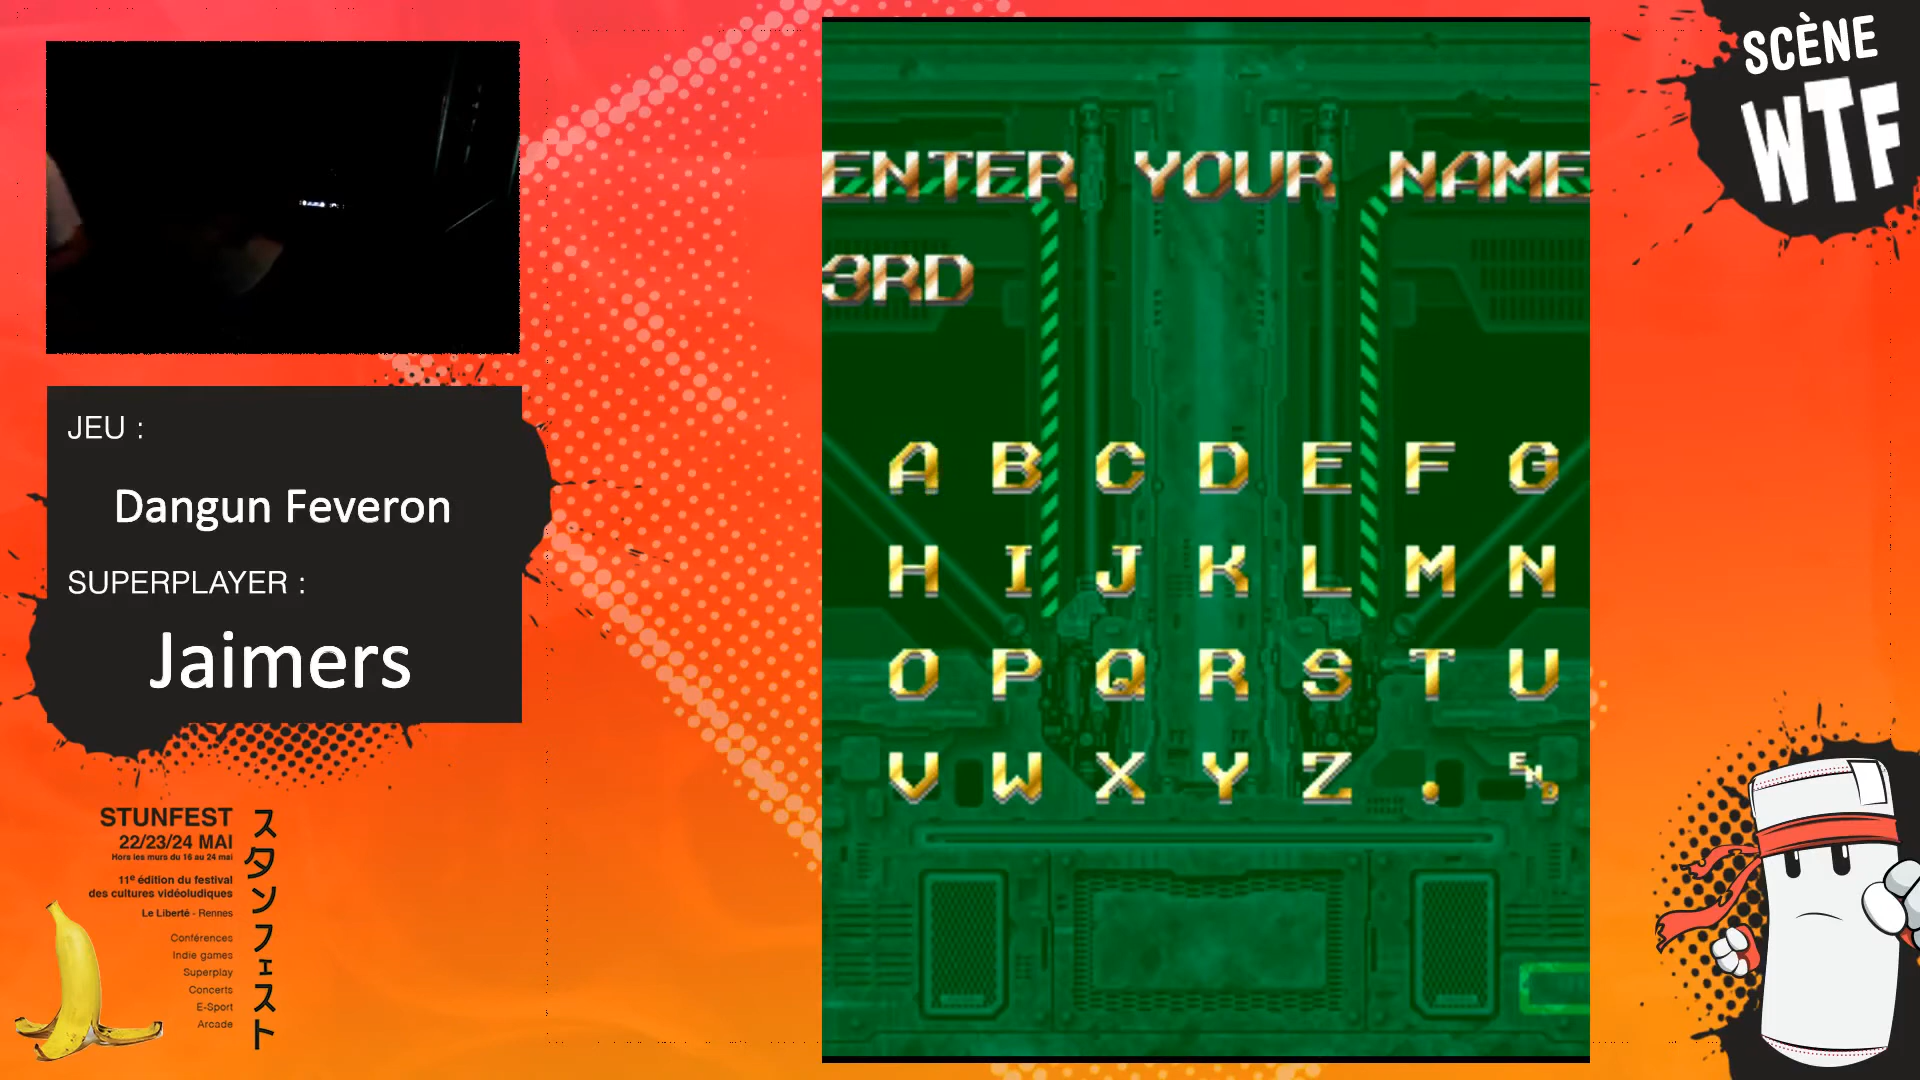 SCÈNE
WTF
ENTER YOUR NAME
3RD
A B C D E F G
H I J K L M N
O P Q R S T U
V W X Y Z . END
JEU :
Dangun Feveron
SUPERPLAYER :
Jaimers
STUNFEST
22/23/24 MAI
Hors les murs du 16 au 24 mai
11e édition du festival
des cultures vidéoludiques
Le Liberté - Rennes
Conférences
Indie games
Superplay
Concerts
E-Sport
Arcade
スタンフェスト